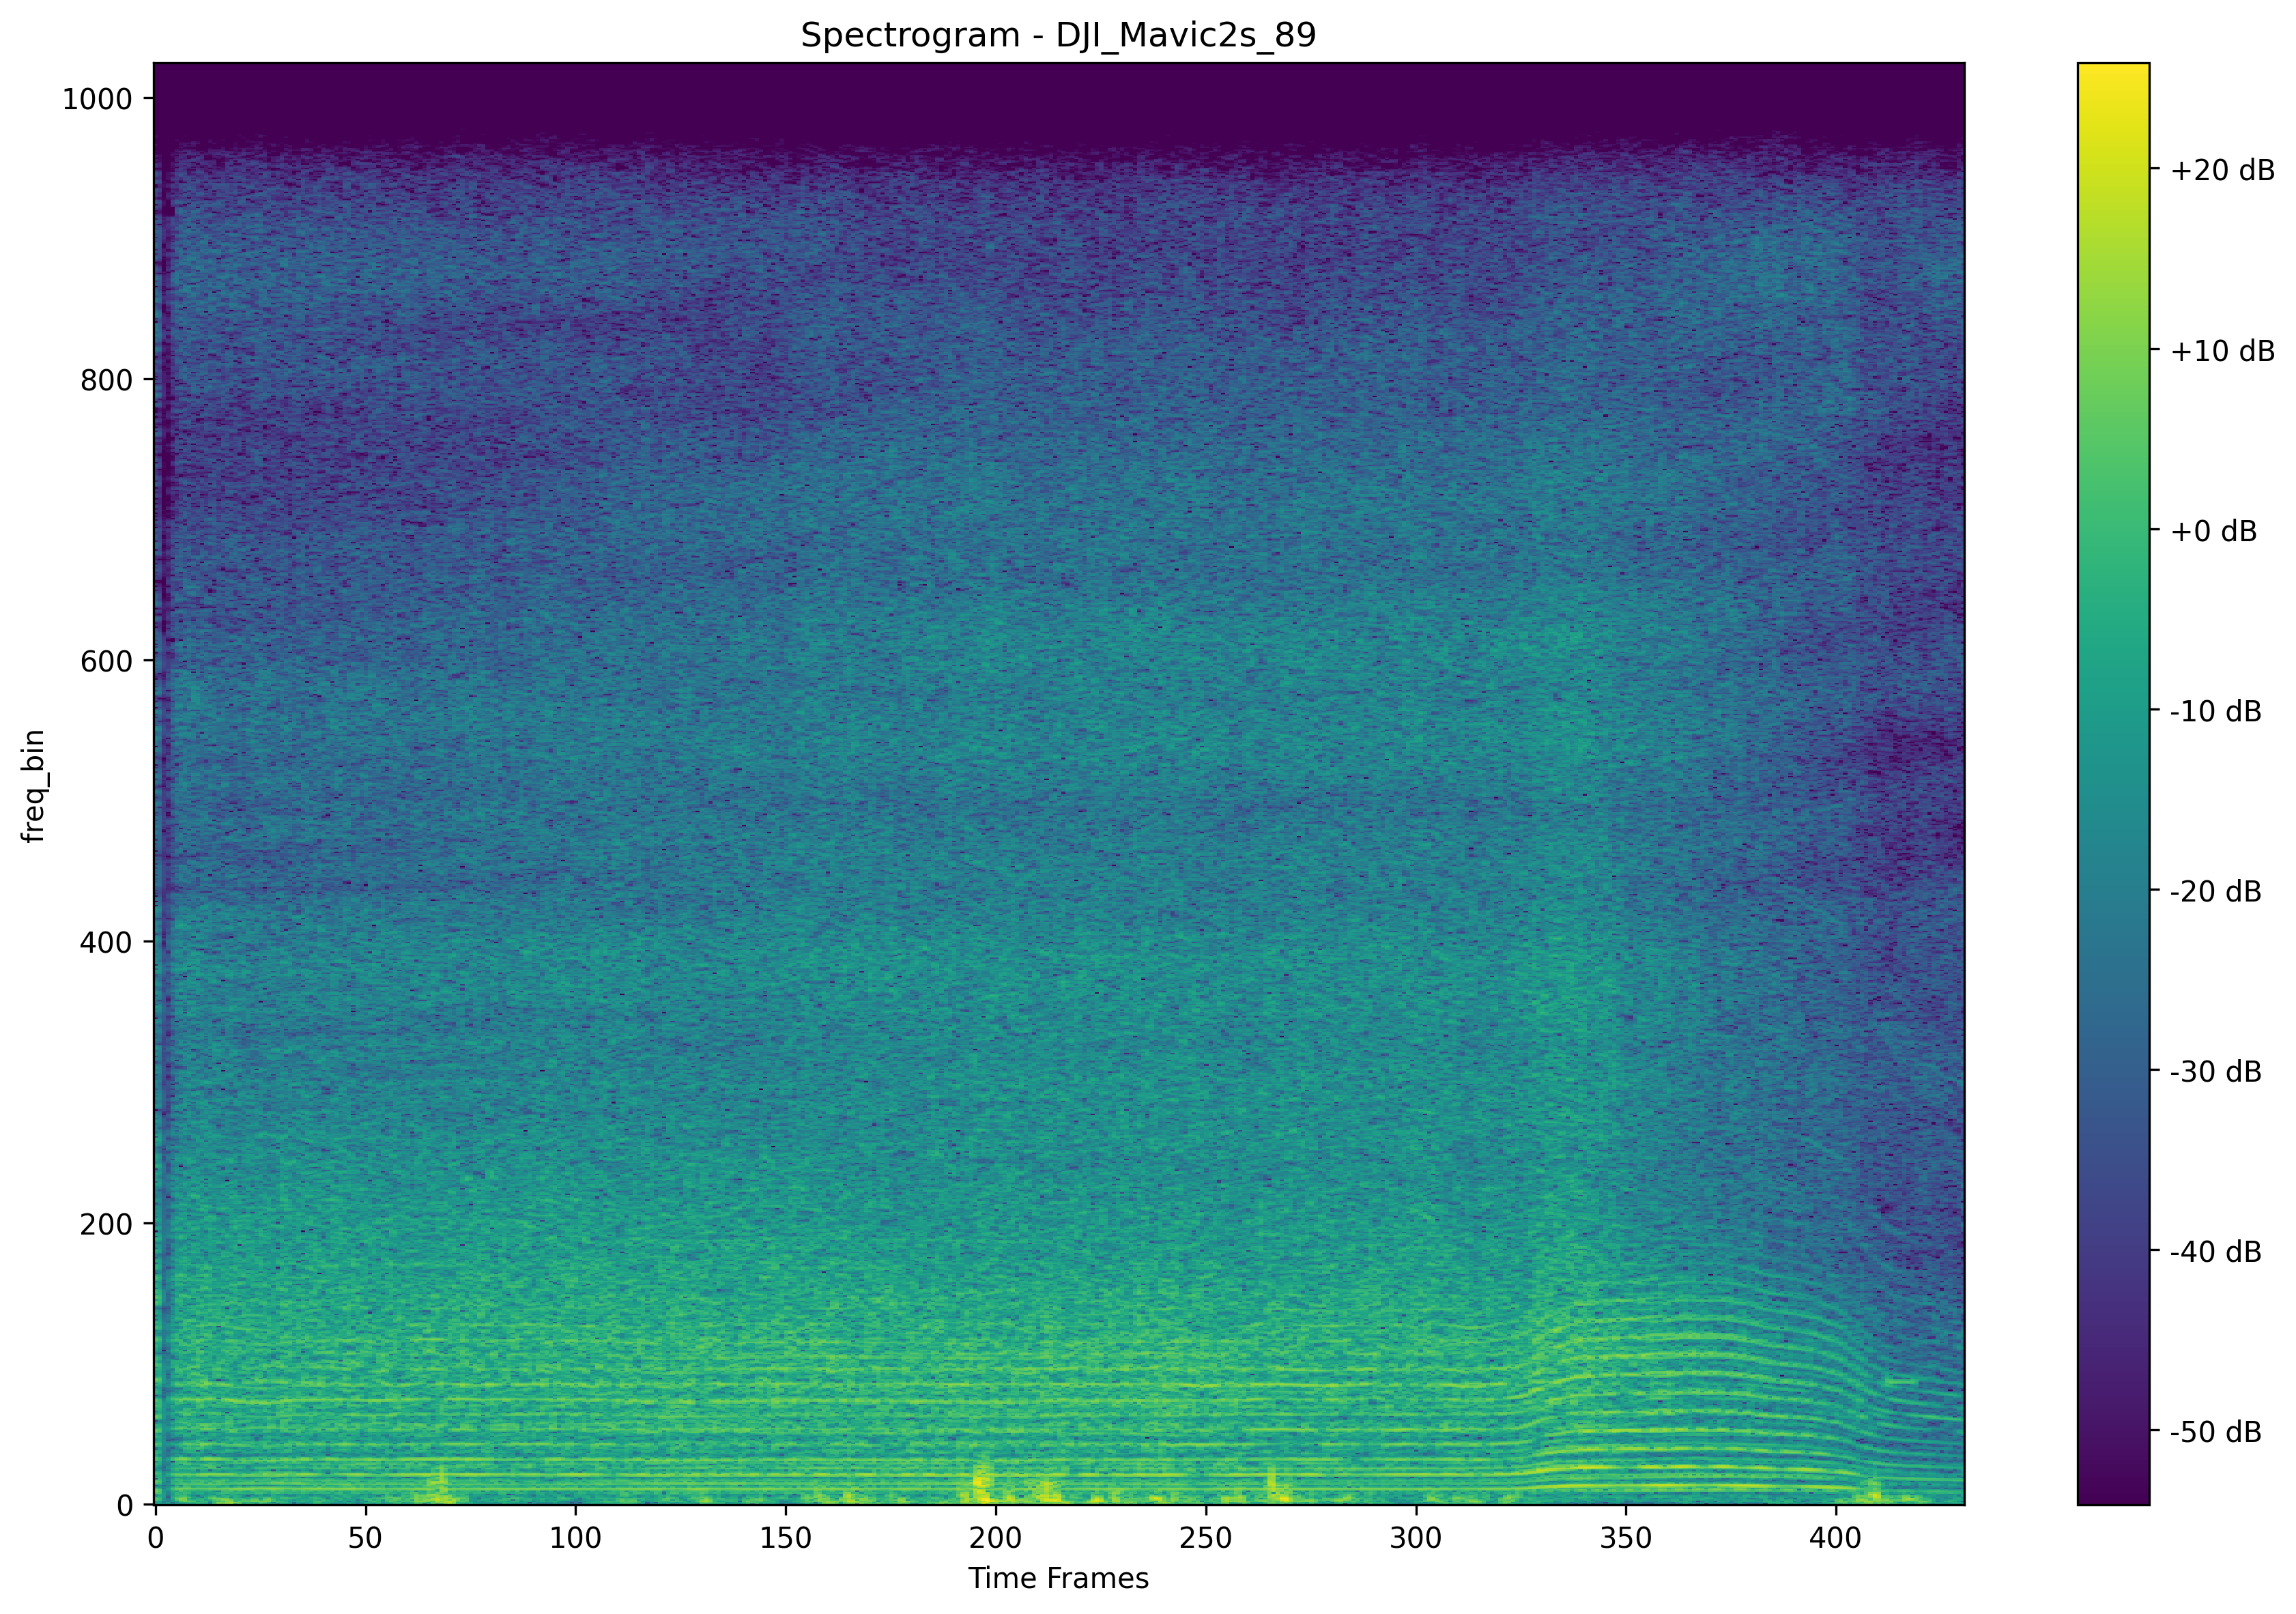 Spectrogram - DJI_Mavic2s_89
1000
800
600
400
200
0
freq_bin
0 50 100 150 200 250 300 350 400
Time Frames
+20 dB
+10 dB
+0 dB
-10 dB
-20 dB
-30 dB
-40 dB
-50 dB